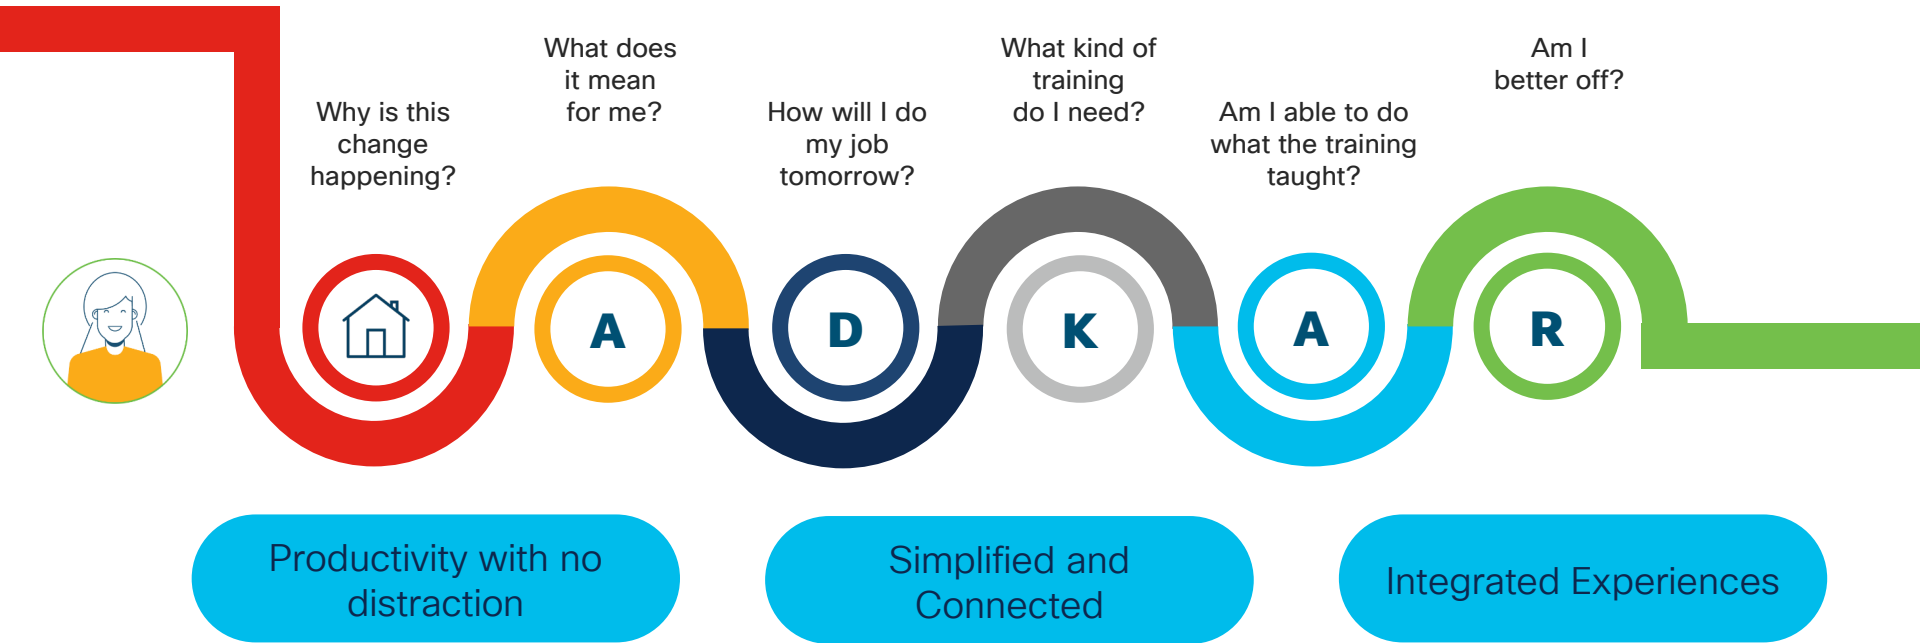 Why is this
change
happening?
What does
it mean
for me?
How will I do
my job
tomorrow?
What kind of
training
do I need?
Am I able to do
what the training
taught?
Am I
better off?
A
D
K
A
R
Productivity with no
distraction
Simplified and
Connected
Integrated Experiences